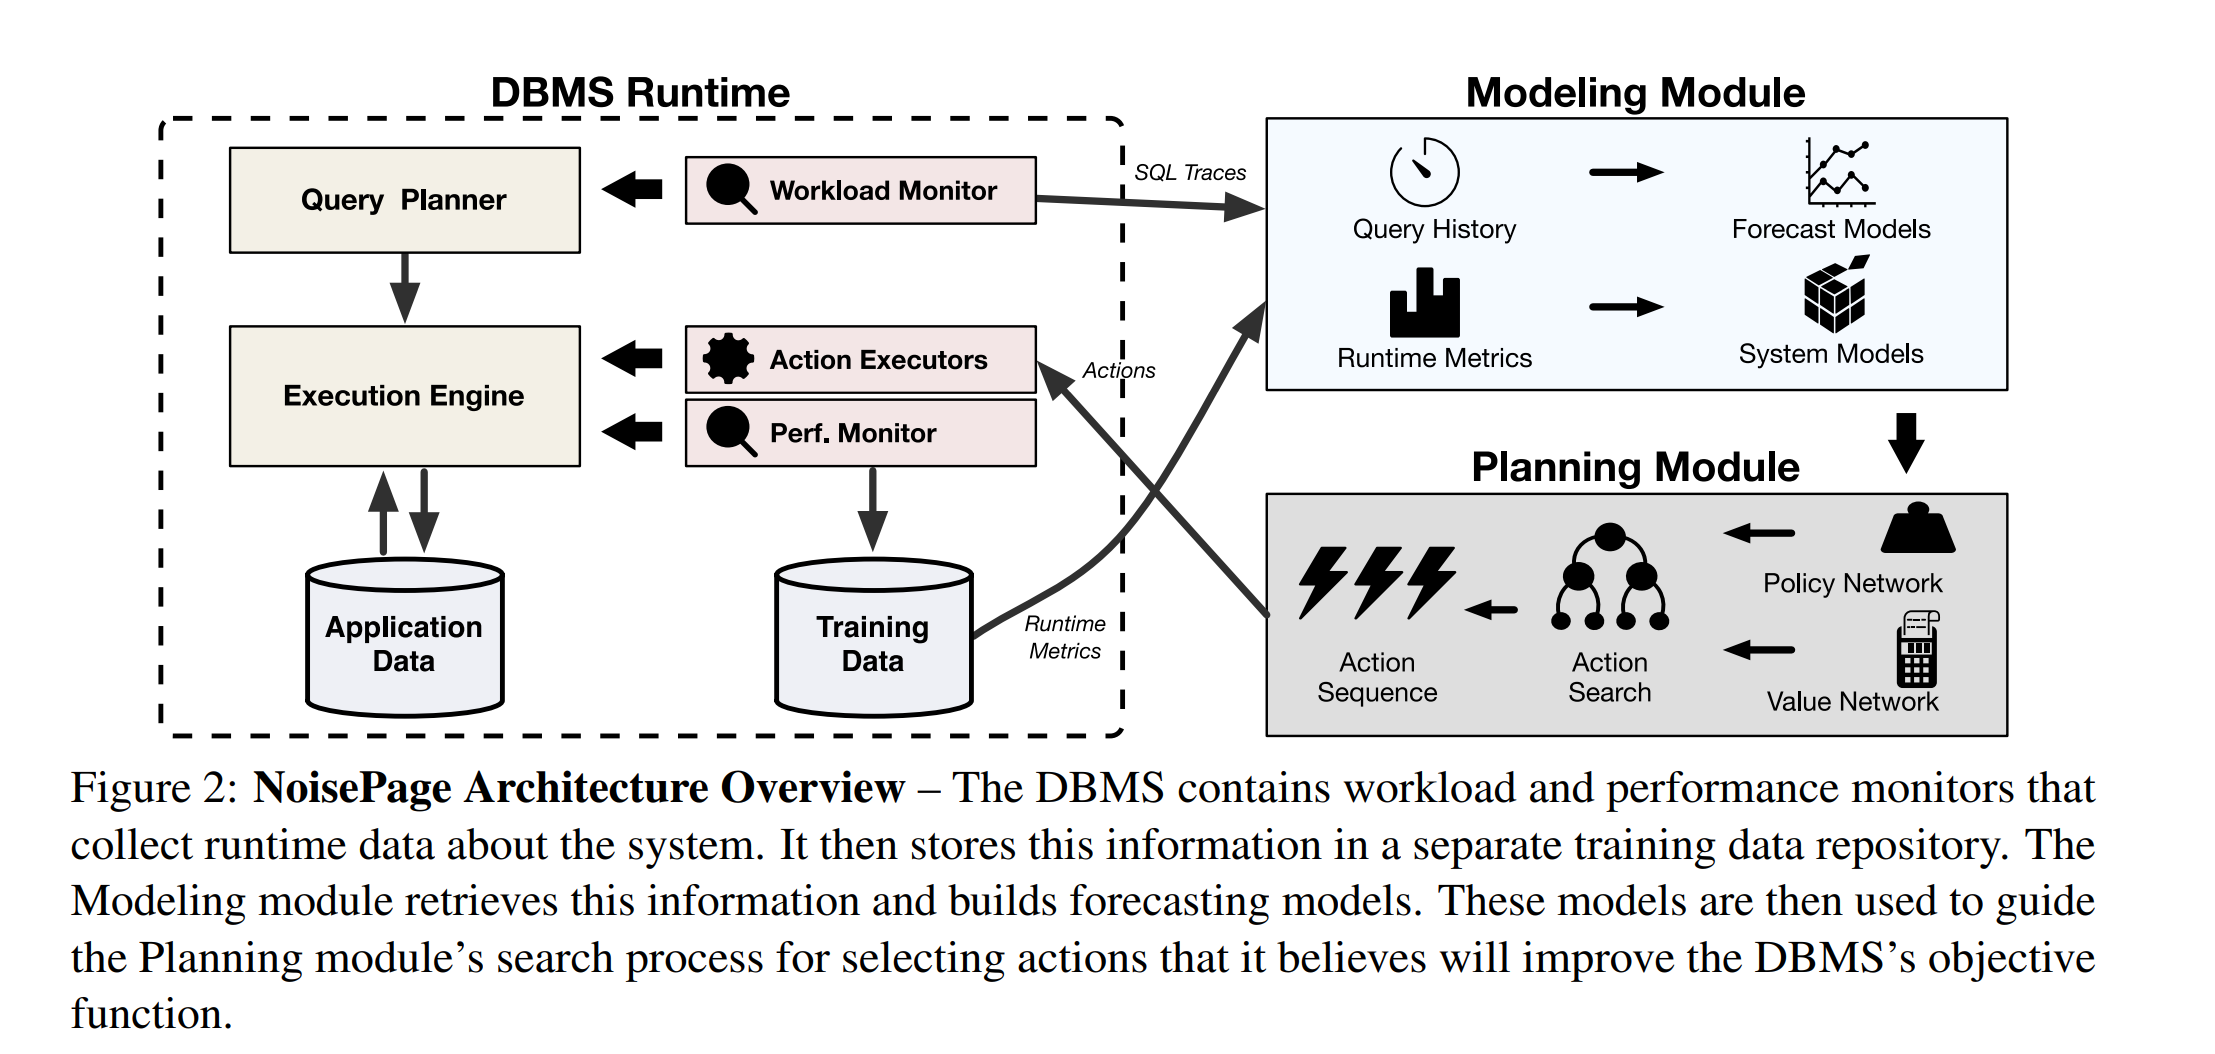 DBMS Runtime
Query Planner
Workload Monitor
Execution Engine
Action Executors
Perf. Monitor
Application
Data
Training
Data
SQL Traces
Actions
Runtime
Metrics
Modeling Module
Query History
Forecast Models
Runtime Metrics
System Models
Planning Module
Policy Network
Value Network
Action
Search
Action
Sequence
Figure 2: NoisePage Architecture Overview – The DBMS contains workload and performance monitors that
collect runtime data about the system. It then stores this information in a separate training data repository. The
Modeling module retrieves this information and builds forecasting models. These models are then used to guide
the Planning module’s search process for selecting actions that it believes will improve the DBMS’s objective
function.